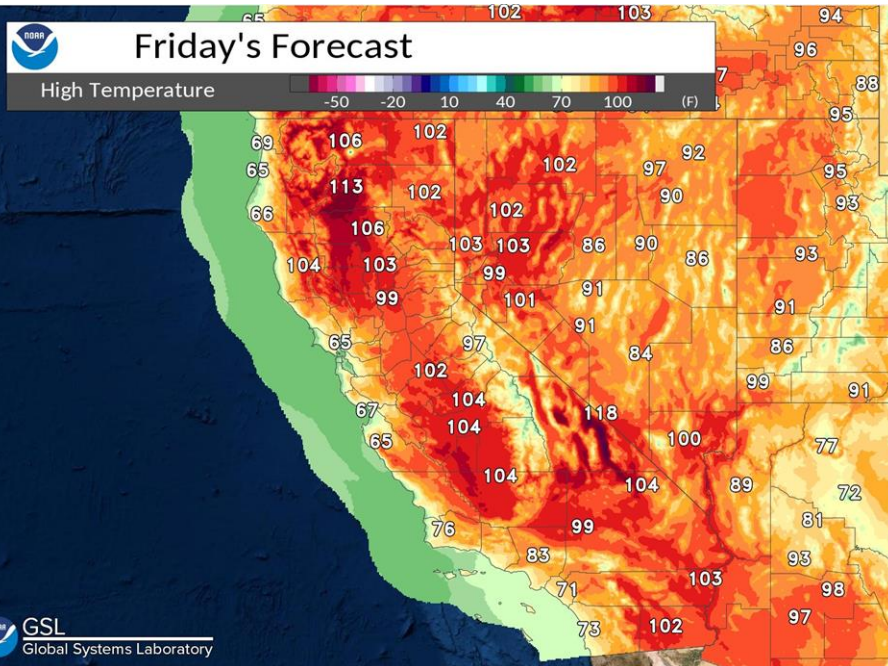 65 102 103 94
NOAA
Friday's Forecast
96
High Temperature
-50 -20 10 40 70 100 (F)
7
88
95
69 106 102 92
65 102 97 95
113 102 90 93
66 102
106 103 103 86 90 93
104 103 99 86
99 101 91 91
91
65 97 84 86
102 99 91
67 104 118
65 104 100 77
104 104 89 72
76 99 81
83 93
71 103 98
73 102 97
GSL
Global Systems Laboratory